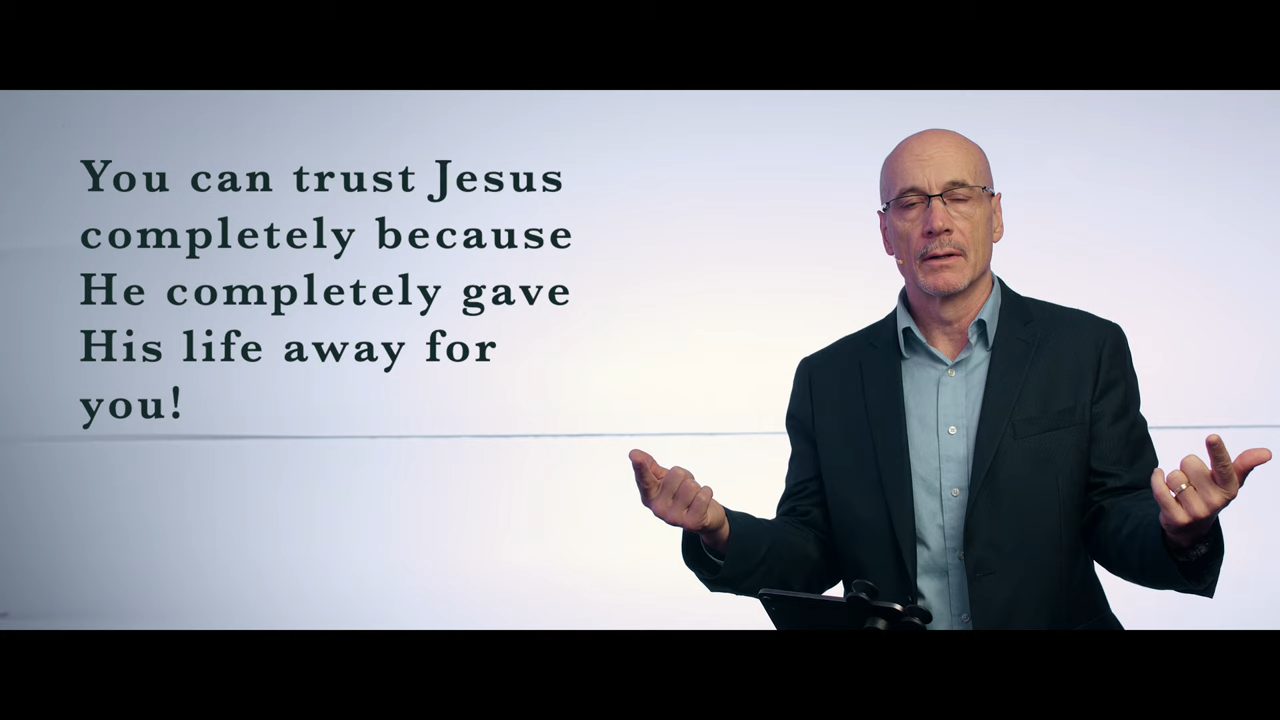 You can trust Jesus
completely because
He completely gave
His life away for
you!